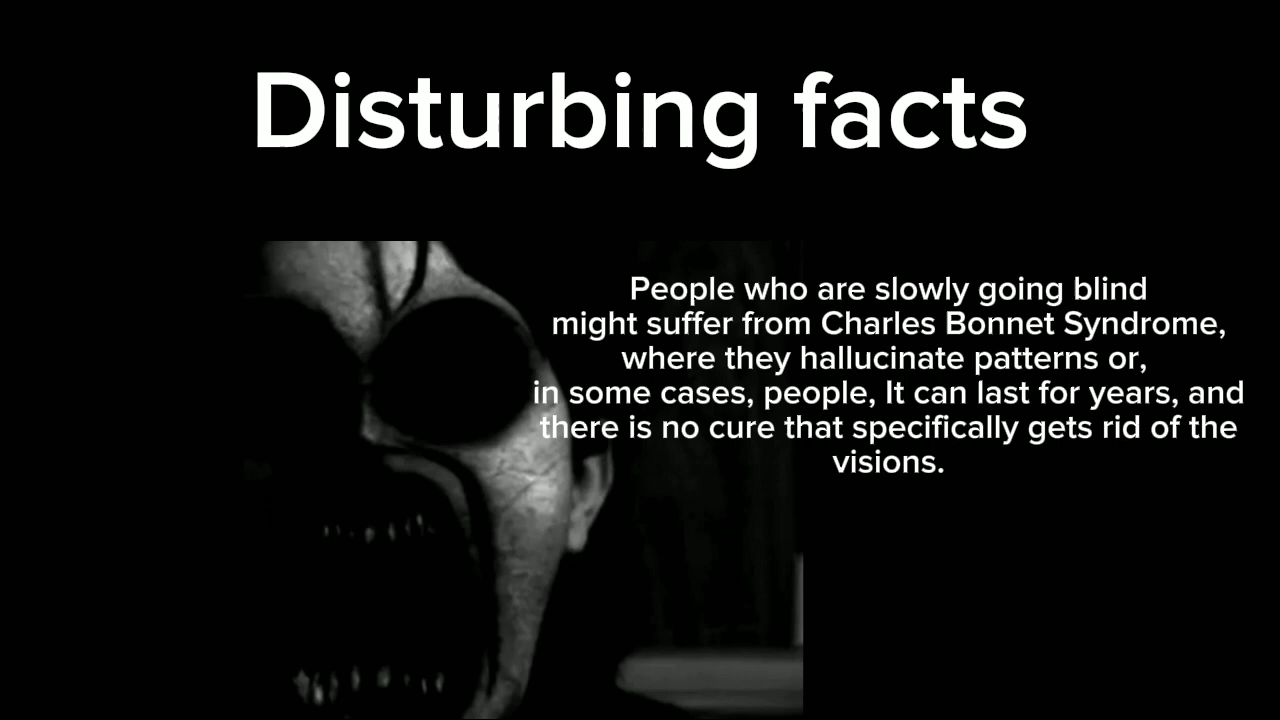 Disturbing facts
People who are slowly going blind
might suffer from Charles Bonnet Syndrome,
where they hallucinate patterns or,
in some cases, people, It can last for years, and
there is no cure that specifically gets rid of the
visions.